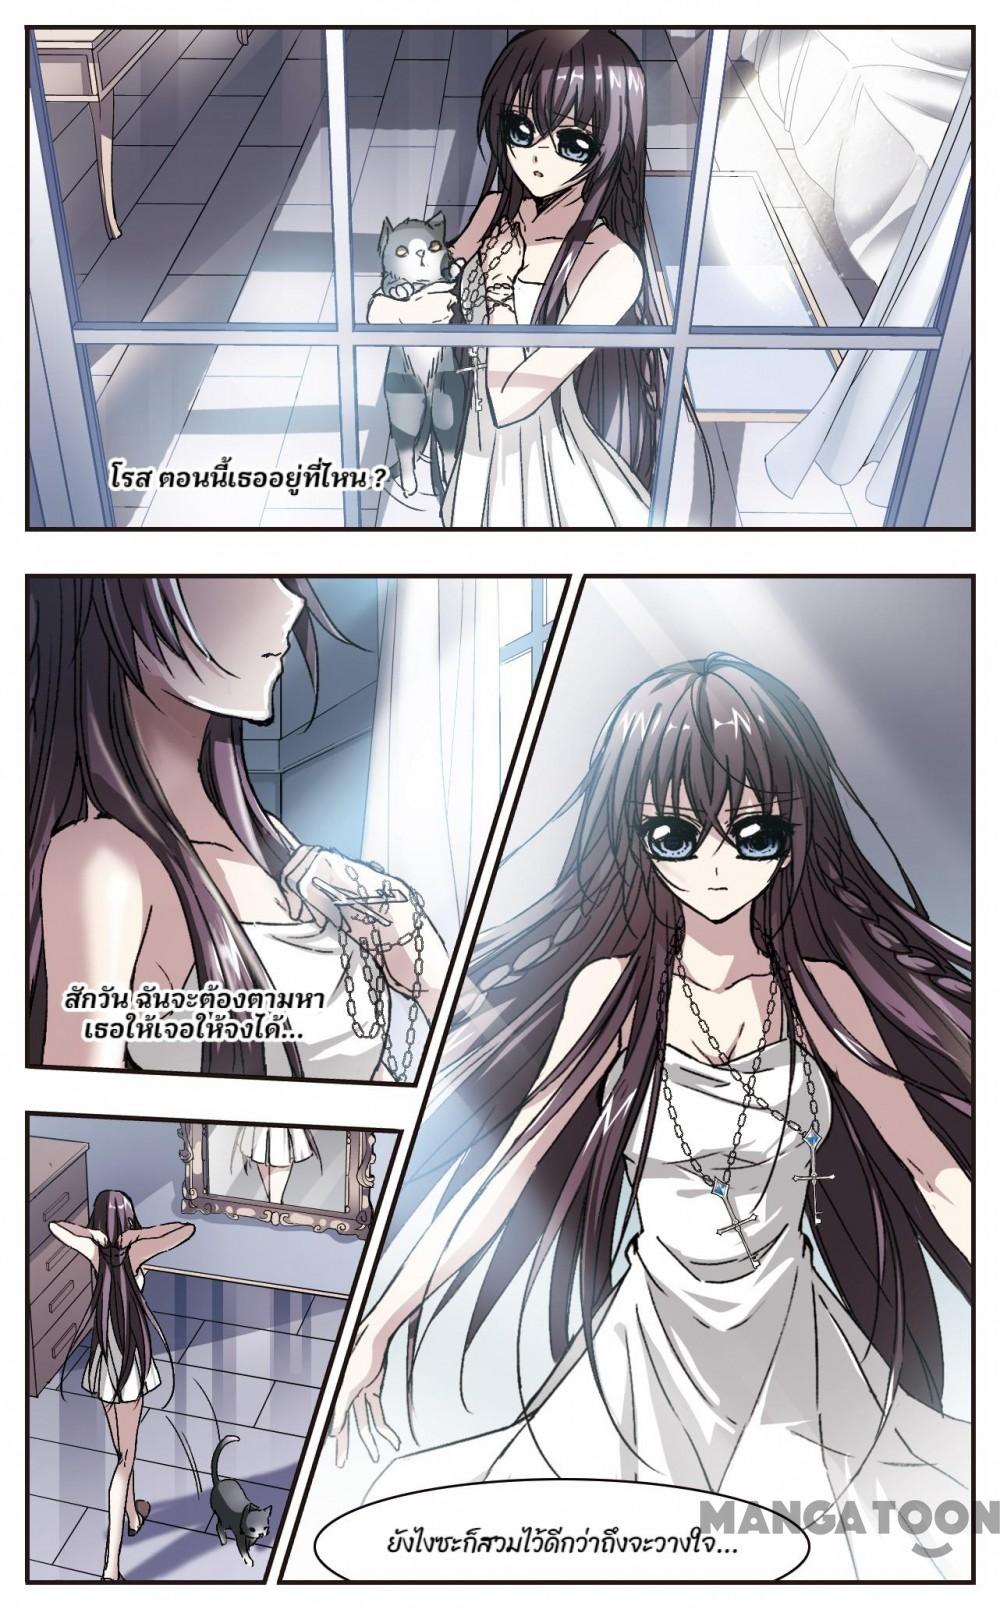 โรส ตอนนี้เธออยู่ที่ไหน ?
สักวัน ฉันจะต้องตามหา
เธอให้เจอให้จงได้...
ยังไงซะก็สวมไว้ดีกว่าถึงจะวางใจ...
MANGATOON